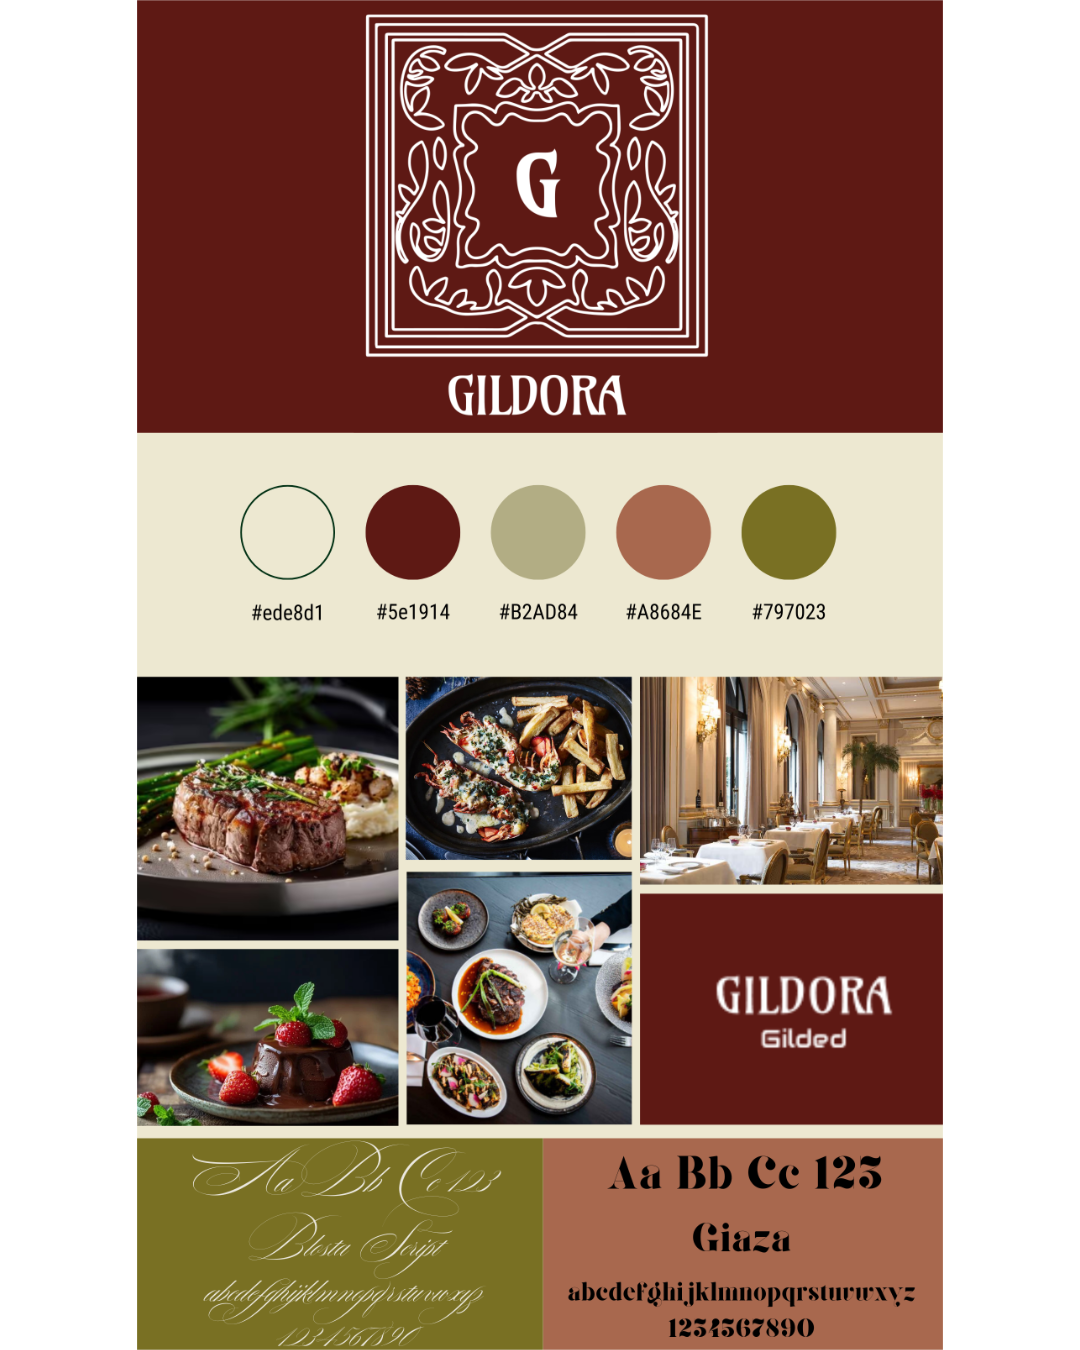 G
GILDORA
#ede8d1
#5e1914
#B2AD84
#A8684E
#797023
GILDORA
Gilded
Aa Bb Cc 123
Blosta Script
abcdefghijklmnopqrstuvwxyz
1234567890
Aa Bb Cc 123
Giaza
abcdefghijklmnopqrstuvwxyz
1234567890